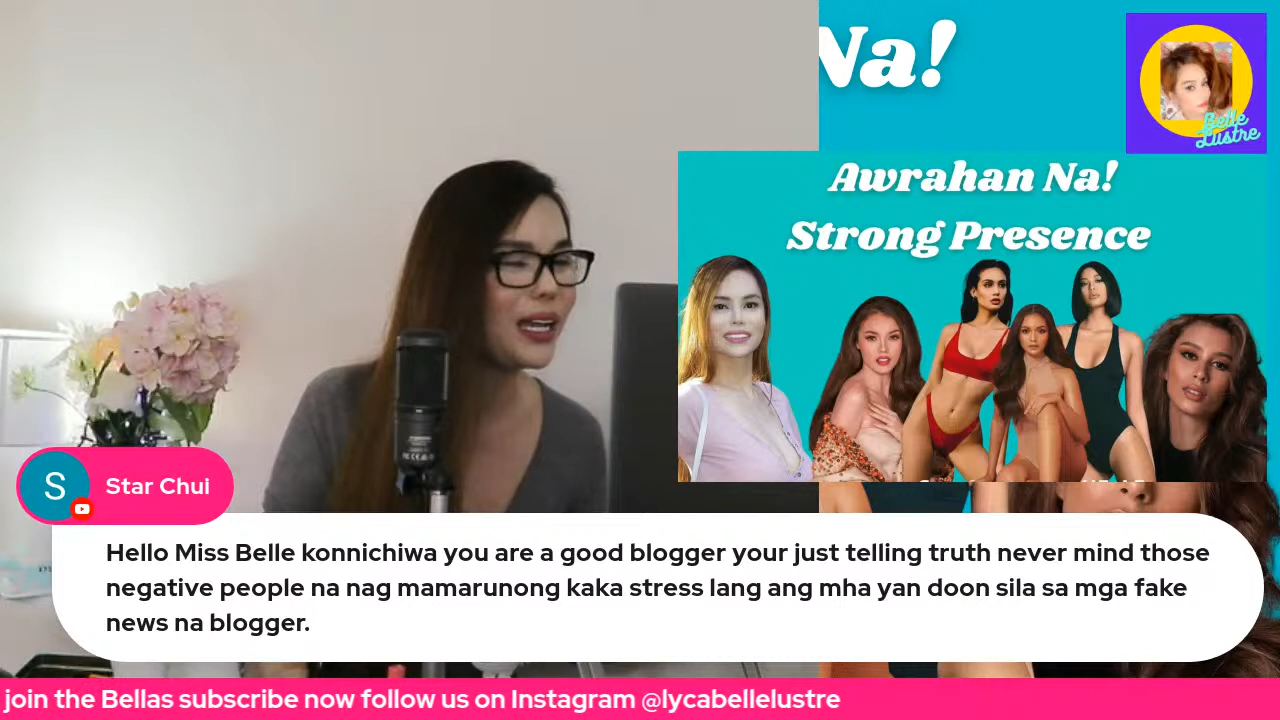 Na!
Belle
Lustre
Awrahan Na!
Strong Presence
S
Star Chui
Hello Miss Belle konnichiwa you are a good blogger your just telling truth never mind those
negative people na nag mamarunong kaka stress lang ang mha yan doon sila sa mga fake
news na blogger.
join the Bellas subscribe now follow us on Instagram @lycabellelustre